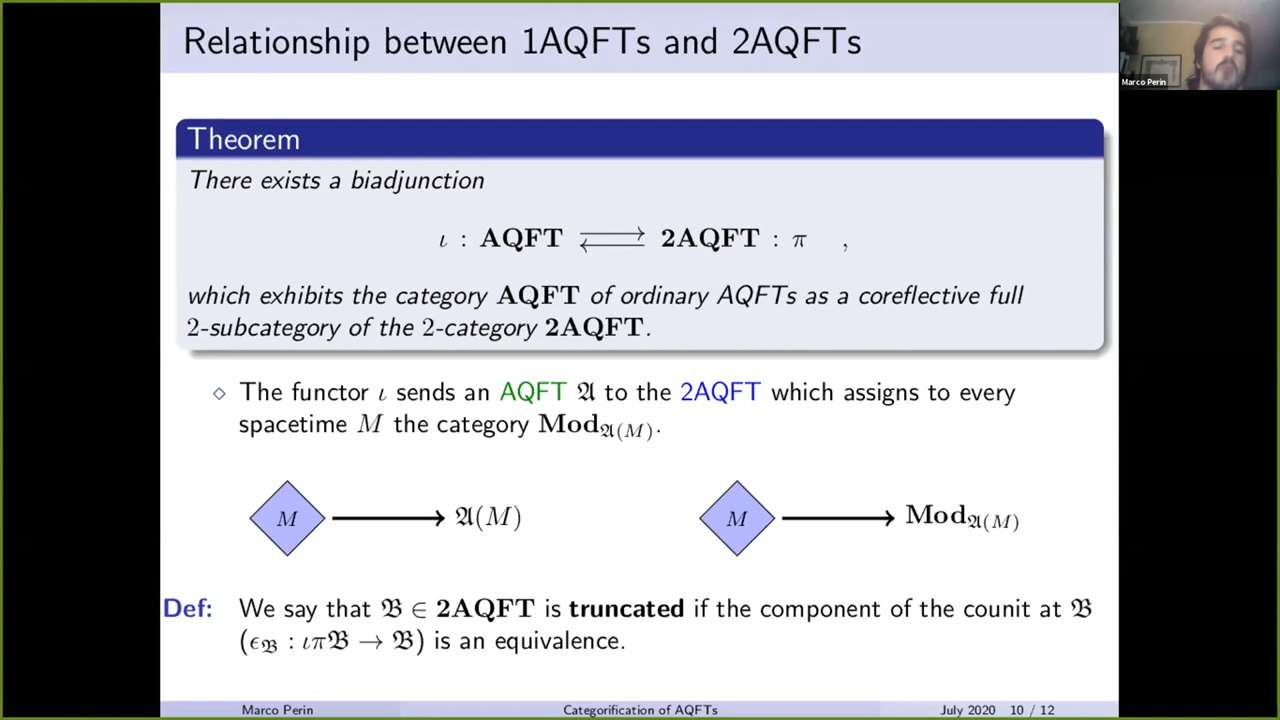 Relationship between 1AQFTs and 2AQFTs
Marco Perin
Theorem
There exists a biadjunction
ι : AQFT ⇄ 2AQFT : π ,
which exhibits the category AQFT of ordinary AQFTs as a coreflective full
2-subcategory of the 2-category 2AQFT.
◇ The functor ι sends an AQFT 𝔄 to the 2AQFT which assigns to every
spacetime M the category Mod_𝔄(M).
M → 𝔄(M)
M → Mod_𝔄(M)
Def: We say that 𝔅 ∈ 2AQFT is truncated if the component of the counit at 𝔅
(ϵ_𝔅 : ιπ𝔅 → 𝔅) is an equivalence.
Marco Perin
Categorification of AQFTs
July 2020 10 / 12